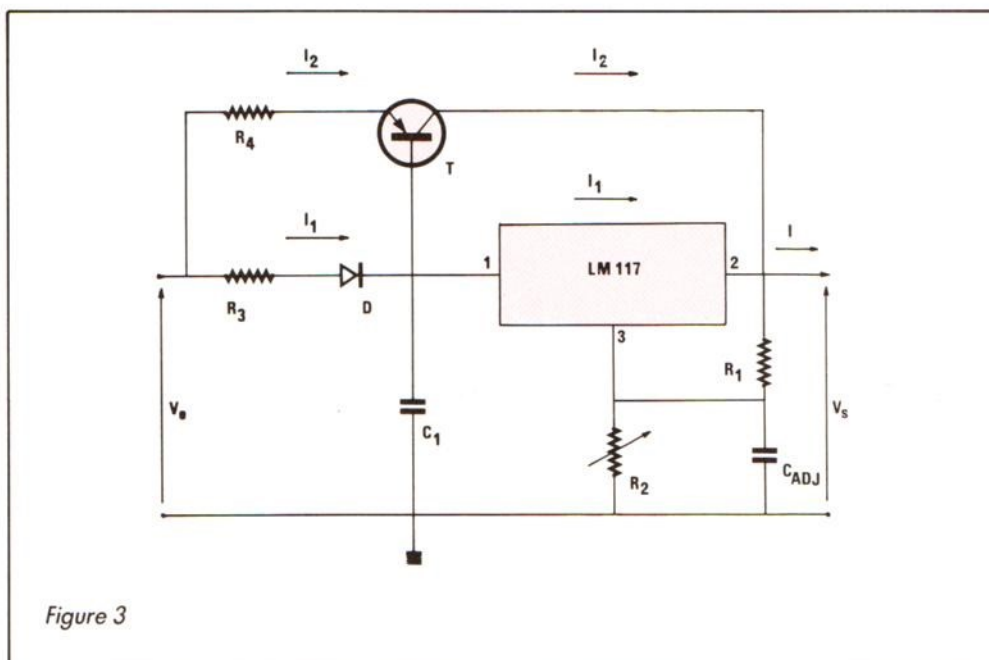 I2 I2
R4
T
I1 I1 I
1 LM 117 2
R3 D
3
R1
Ve C1 Vs
R2 CADJ
Figure 3